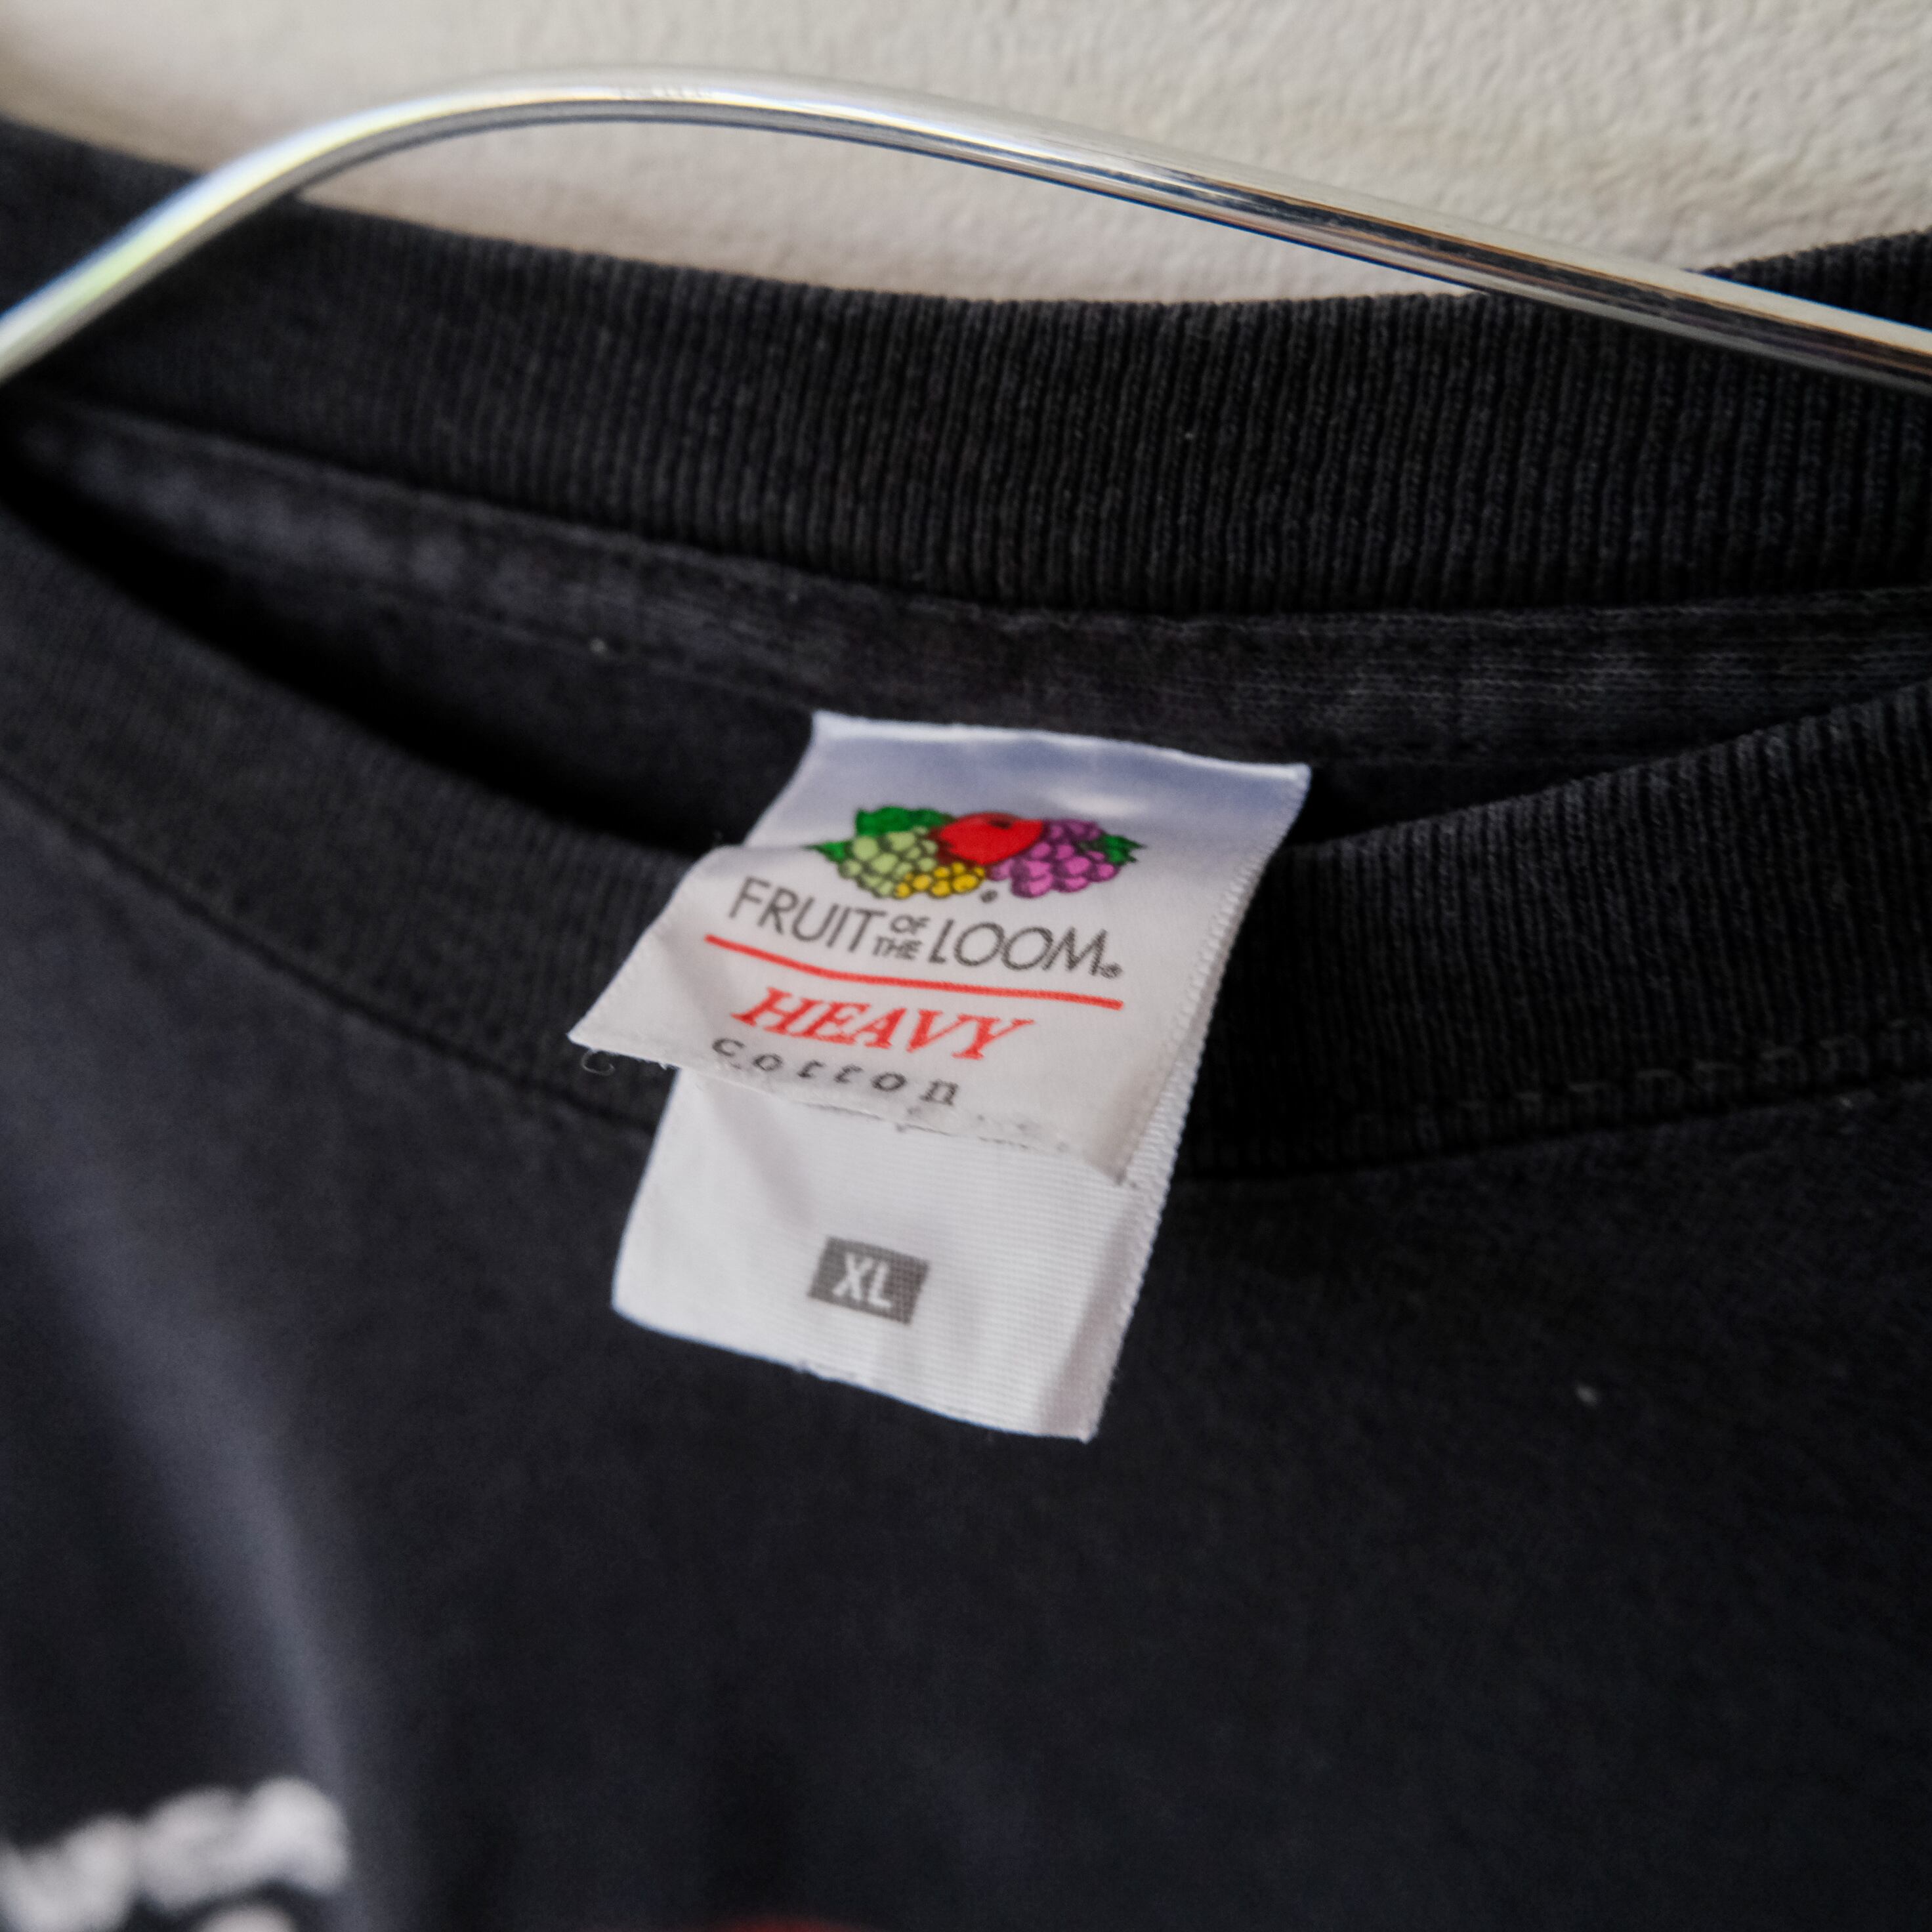 FRUIT OF THE LOOM®
HEAVY
cotton
XL